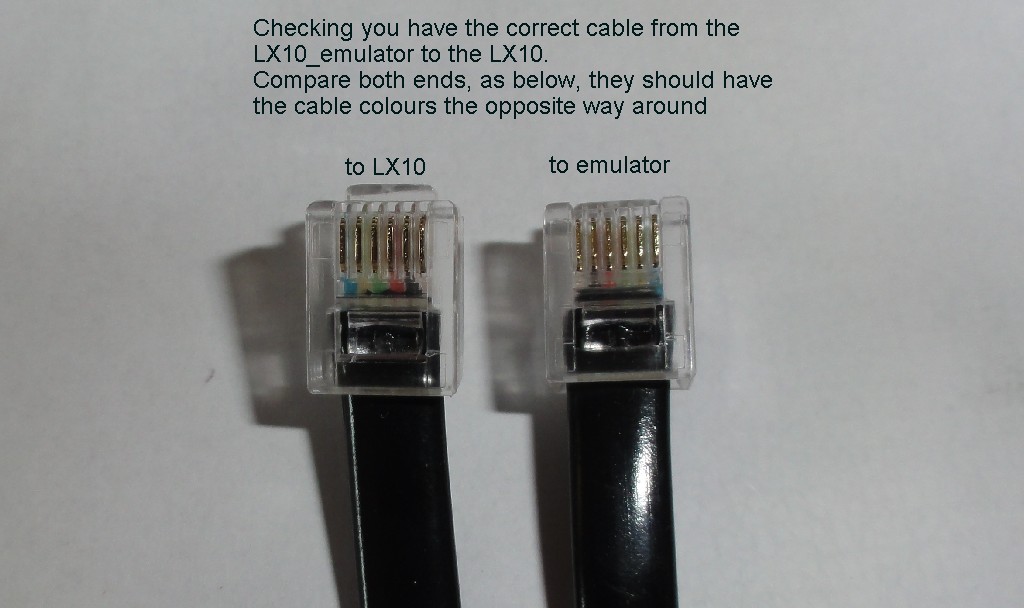 Checking you have the correct cable from the
LX10_emulator to the LX10.
Compare both ends, as below, they should have
the cable colours the opposite way around
to LX10
to emulator